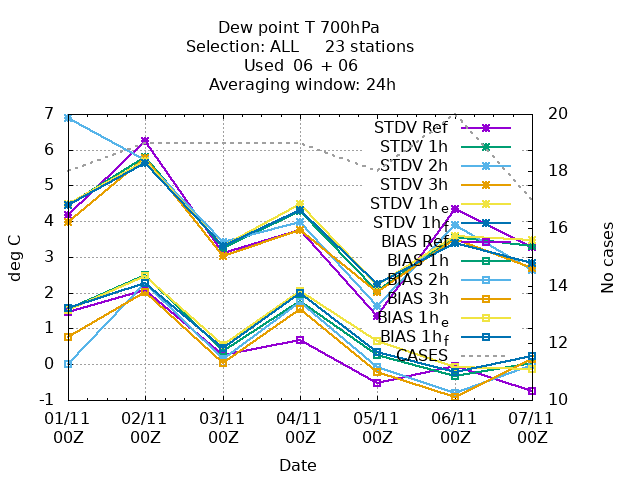 Dew point T 700hPa
Selection: ALL 23 stations
Used 06 + 06
Averaging window: 24h
7
6
5
4
3
2
1
0
-1
deg C
20
18
16
14
12
10
No cases
STDV Ref
STDV 1h
STDV 2h
STDV 3h
STDV 1he
STDV 1hf
BIAS Ref
BIAS 1h
BIAS 2h
BIAS 3h
BIAS 1he
BIAS 1hf
CASES
01/11 02/11 03/11 04/11 05/11 06/11 07/11
00Z 00Z 00Z 00Z 00Z 00Z 00Z
Date